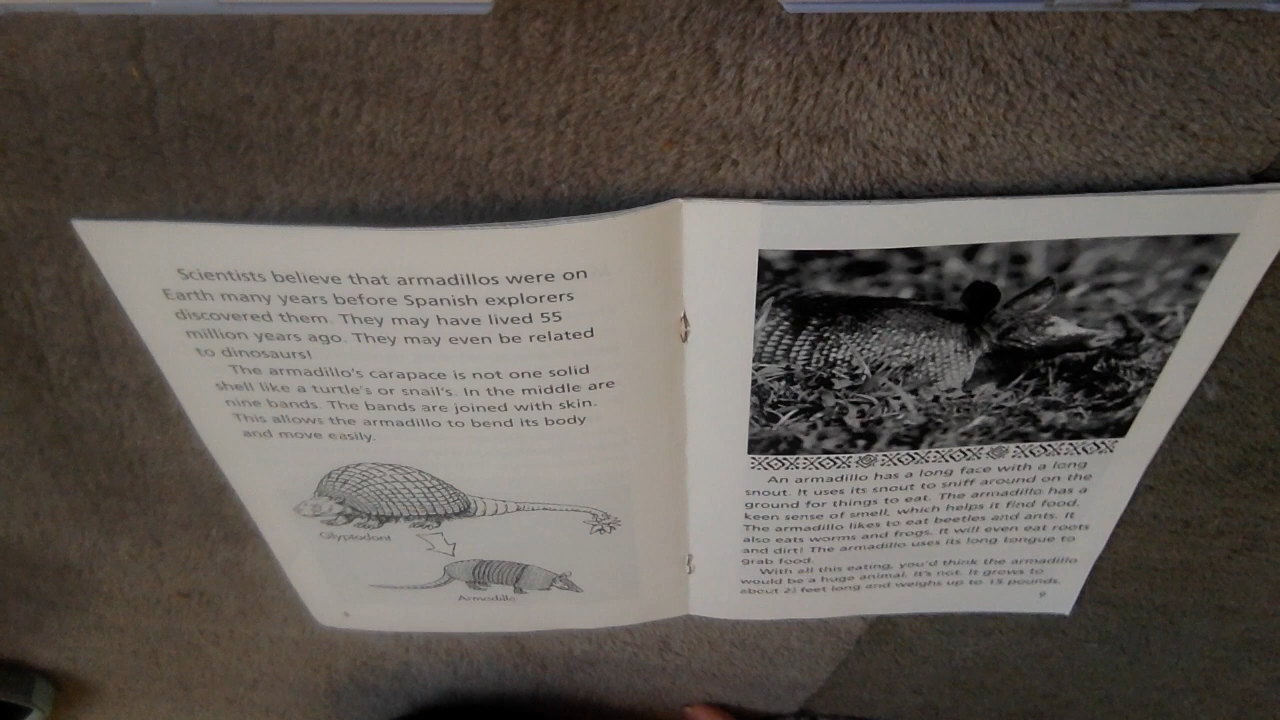 Scientists believe that armadillos were on
Earth many years before Spanish explorers
discovered them. They may have lived 55
million years ago. They may even be related
to dinosaurs!
The armadillo's carapace is not one solid
shell like a turtle's or snail's. In the middle are
nine bands. The bands are joined with skin.
This allows the armadillo to bend its body
and move easily.
Glyptodont
Armadillo
8
An armadillo has a long face with a long
snout. It uses its snout to sniff around on the
ground for things to eat. The armadillo has a
keen sense of smell, which helps it find food.
The armadillo likes to eat beetles and ants. It
also eats worms and frogs. It will even eat roots
and dirt! The armadillo uses its long tongue to
grab food.
With all this eating, you'd think the armadillo
would be a huge animal. It's not. It grows to
about 2½ feet long and weighs up to 15 pounds.
9